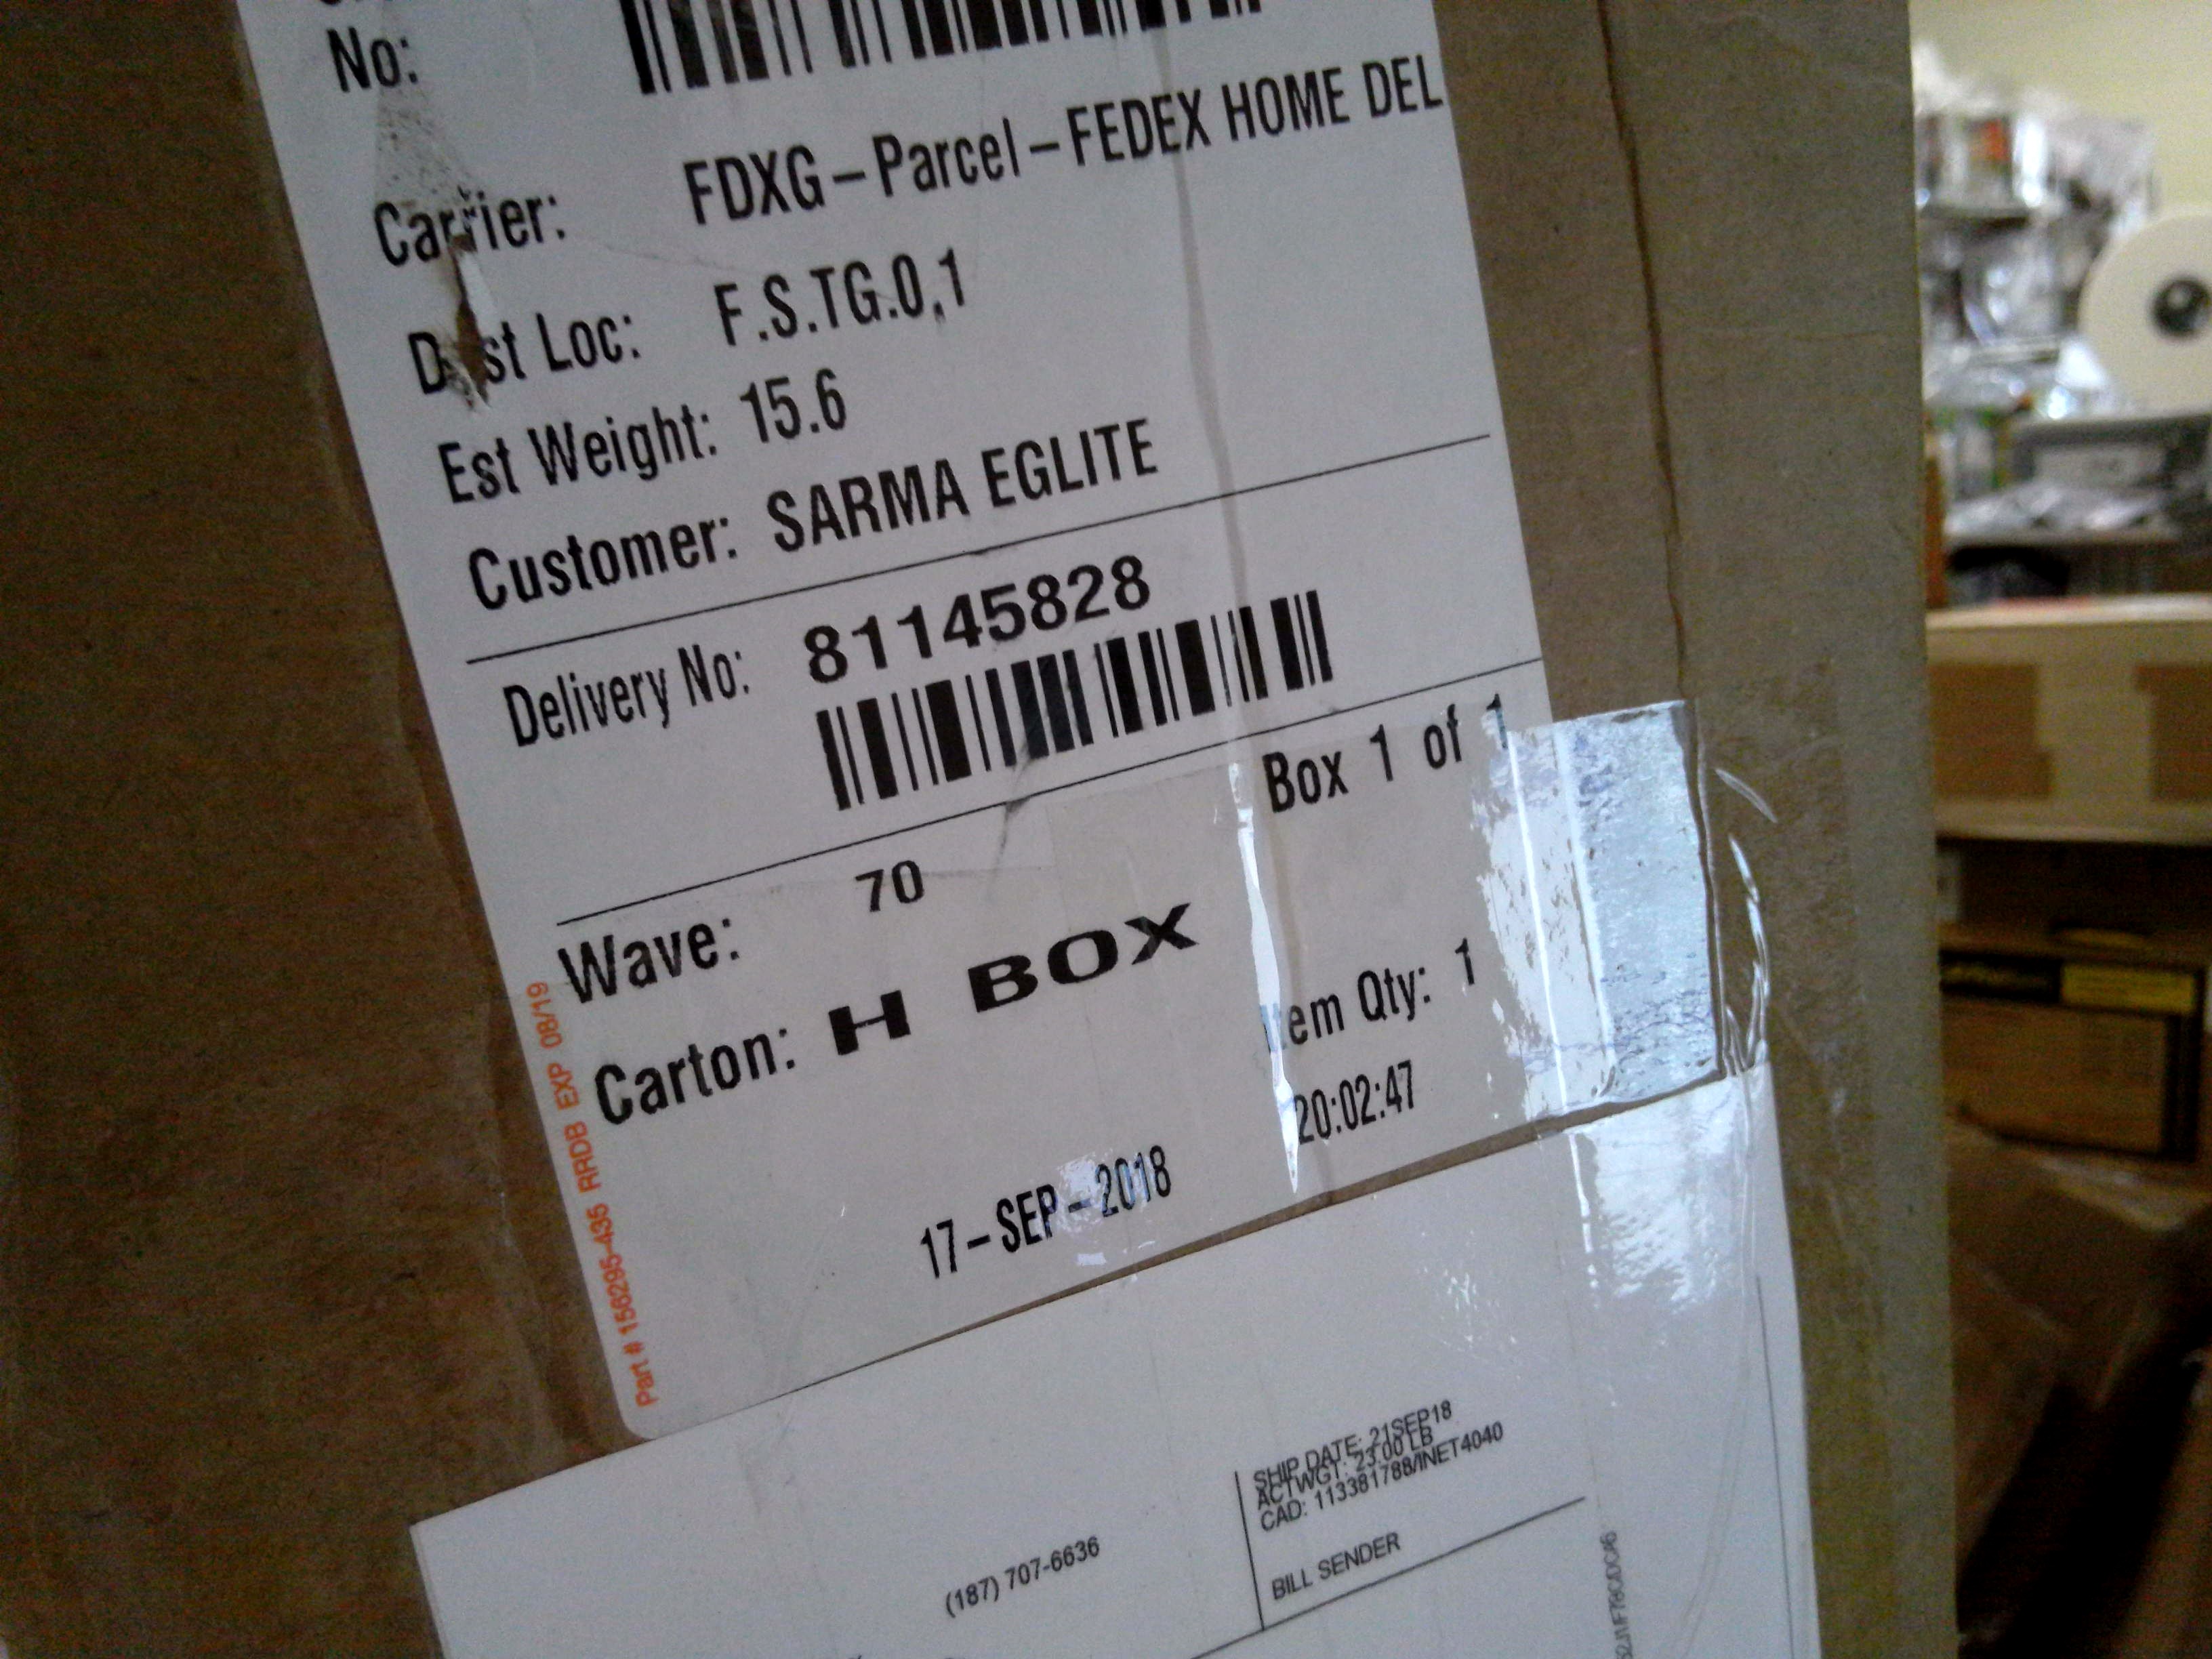 No:
Carrier: FDXG-Parcel-FEDEX HOME DEL
Dest Loc: F.S.TG.0,1
Est Weight: 15.6
Customer: SARMA EGLITE
Delivery No: 81145828
Box 1 of 1
Wave: 70
Carton: H BOX
Item Qty: 1
17-SEP-2018 20:02:47
Part # 156295-435 RRDB EXP 08/19
SHIP DATE: 21SEP18
ACTWGT: 23.00 LB
CAD: 113381788/INET4040
(187) 707-6636
BILL SENDER